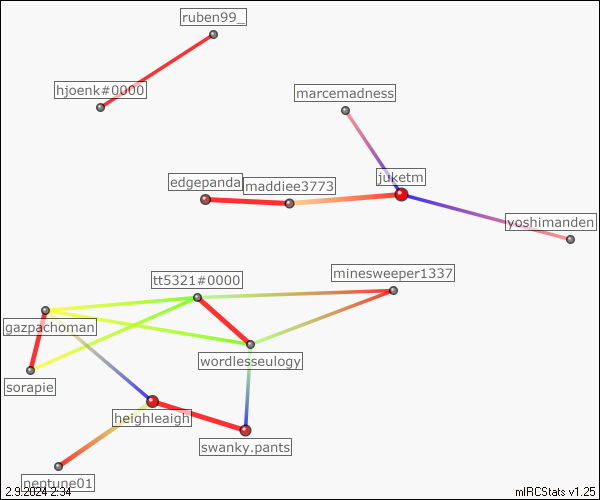 ruben99_
hjoenk#0000
marcemadness
juketm
edgepanda
maddiee3773
yoshimanden
minesweeper1337
tt5321#0000
gazpachoman
wordlesseulogy
sorapie
heighleaigh
swanky.pants
neptune01
2.9.2024 2:34
mIRCStats v1.25